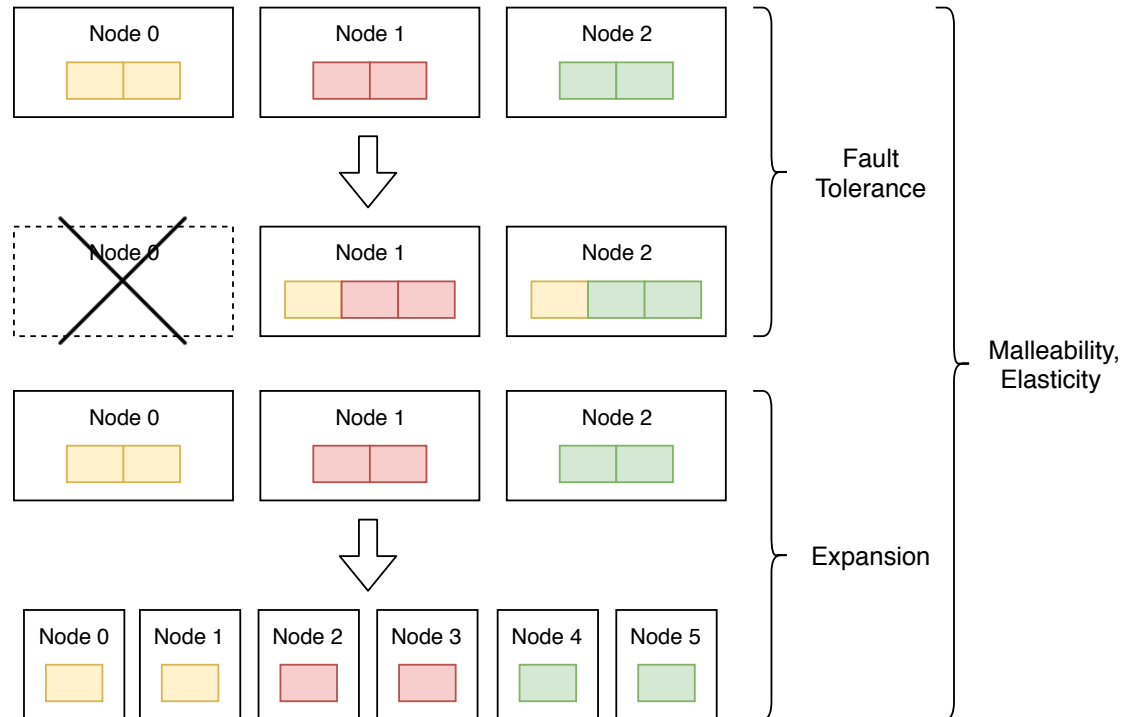 Node 0
Node 1
Node 2
Fault
Tolerance
Node 0
Node 1
Node 2
Malleability,
Elasticity
Node 0
Node 1
Node 2
Expansion
Node 0
Node 1
Node 2
Node 3
Node 4
Node 5